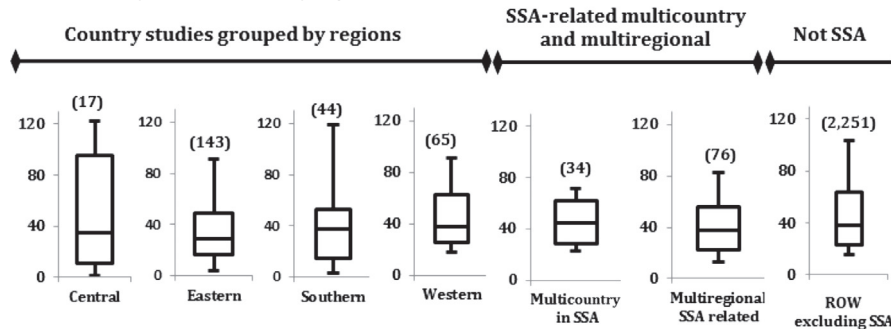 Country studies grouped by regions
SSA-related multicountry
and multiregional
Not SSA
(17)
120
80
40
0
Central
(143)
120
80
40
0
Eastern
(44)
120
80
40
0
Southern
(65)
120
80
40
0
Western
(34)
120
80
40
0
Multicountry
in SSA
(76)
120
80
40
0
Multiregional
SSA related
(2,251)
120
80
40
0
ROW
excluding SSA